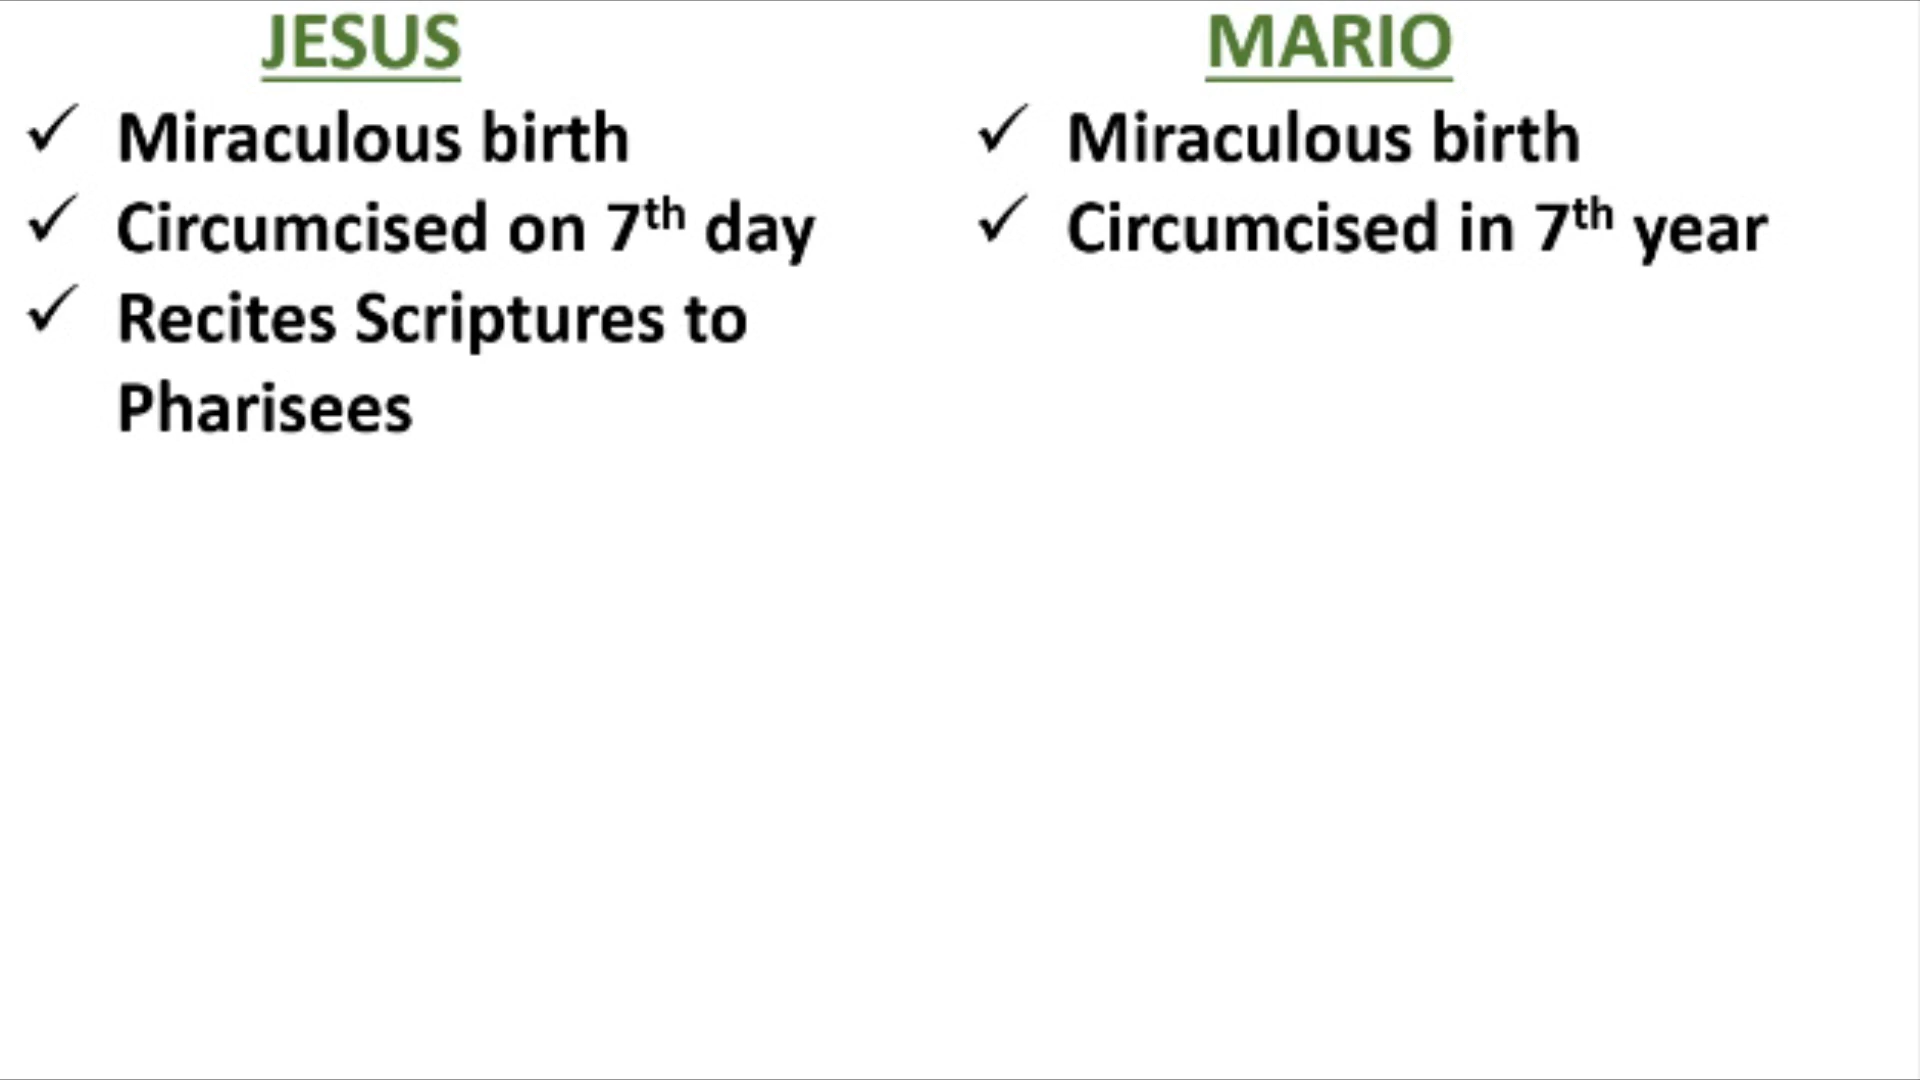 JESUS
✓ Miraculous birth
✓ Circumcised on 7th day
✓ Recites Scriptures to
Pharisees
MARIO
✓ Miraculous birth
✓ Circumcised in 7th year